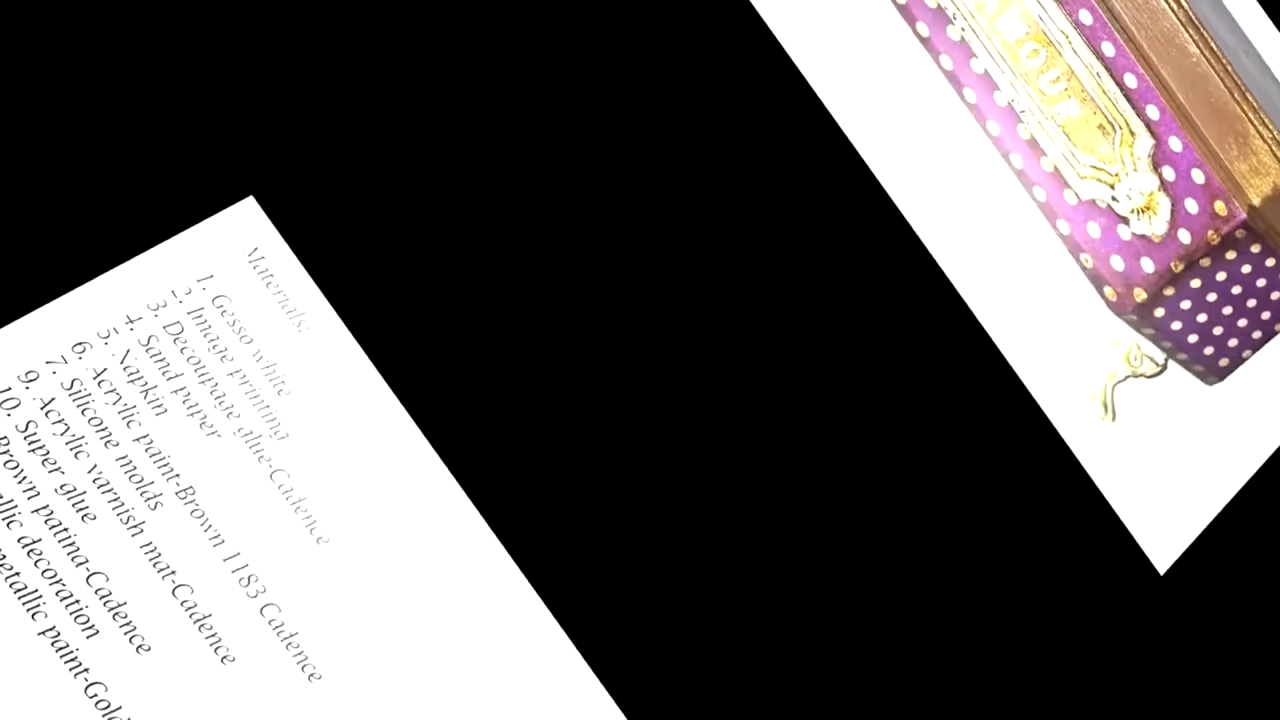 Materials:
1. Gesso white
2. Image printing
3. Decoupage glue-Cadence
4. Sand paper
5. Napkin
6. Acrylic paint-Brown 1183 Cadence
7. Silicone molds
9. Acrylic varnish mat-Cadence
10. Super glue
Brown patina-Cadence
decoration
metallic paint-Gold